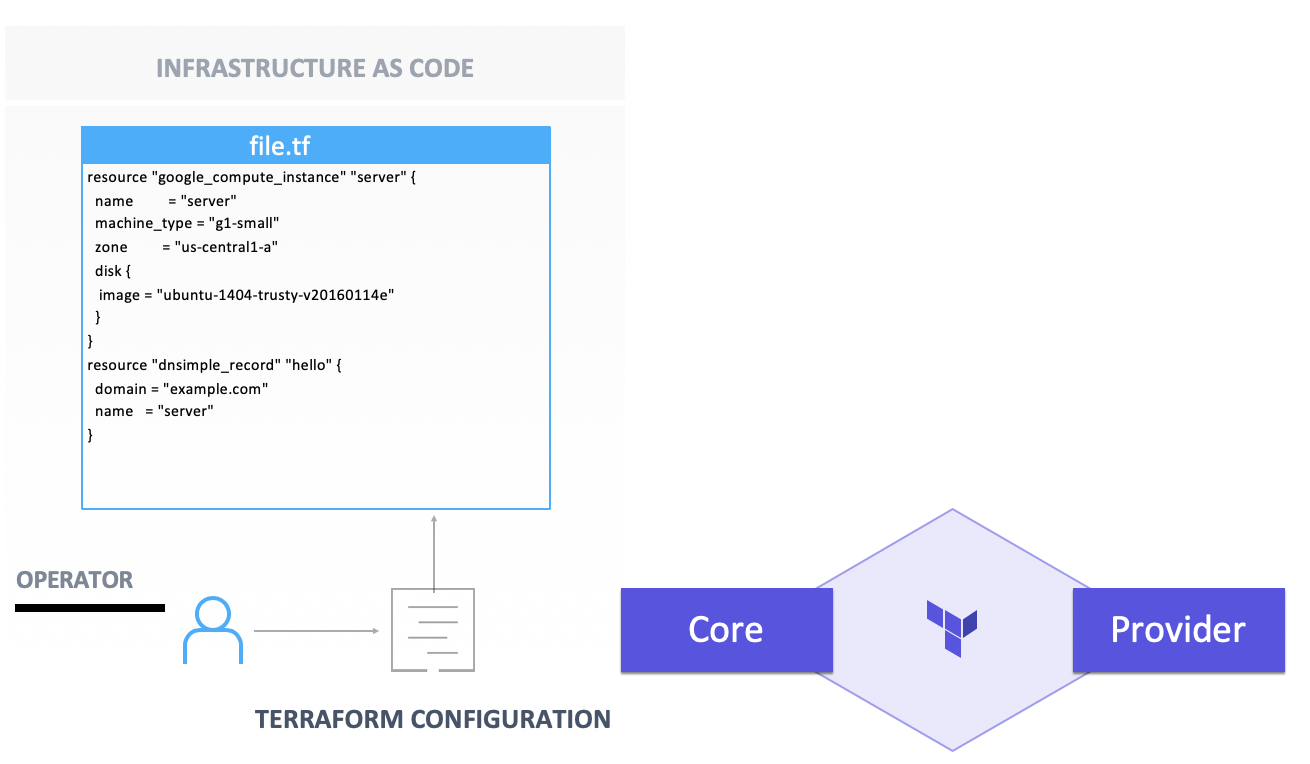 INFRASTRUCTURE AS CODE
file.tf
resource "google_compute_instance" "server" {
name = "server"
machine_type = "g1-small"
zone = "us-central1-a"
disk {
image = "ubuntu-1404-trusty-v20160114e"
}
}
resource "dnsimple_record" "hello" {
domain = "example.com"
name = "server"
}
OPERATOR
Core
Provider
TERRAFORM CONFIGURATION